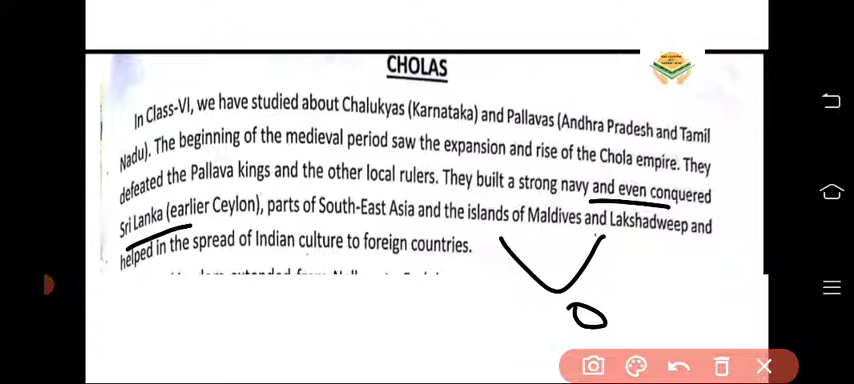 CHOLAS
In Class-VI, we have studied about Chalukyas (Karnataka) and Pallavas (Andhra Pradesh and Tamil
Nadu). The beginning of the medieval period saw the expansion and rise of the Chola empire. They
defeated the Pallava kings and the other local rulers. They built a strong navy and even conquered
Sri Lanka (earlier Ceylon), parts of South-East Asia and the islands of Maldives and Lakshadweep and
helped in the spread of Indian culture to foreign countries.